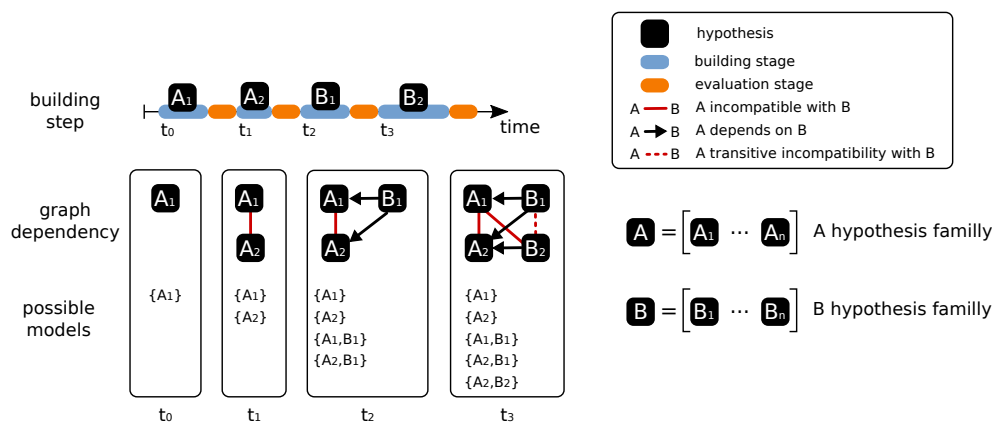 building
step
A1
A2
B1
B2
t0
t1
t2
t3
time
hypothesis
building stage
evaluation stage
A B A incompatible with B
A B A depends on B
A B A transitive incompatibility with B
graph
dependency
A1
A1
A2
A1 B1
A2
A1 B1
A2 B2
possible
models
{A1}
{A1}
{A2}
{A1}
{A2}
{A1,B1}
{A2,B1}
{A1}
{A2}
{A1,B1}
{A2,B1}
{A2,B2}
t0
t1
t2
t3
A = [A1 ... An] A hypothesis familly
B = [B1 ... Bn] B hypothesis familly